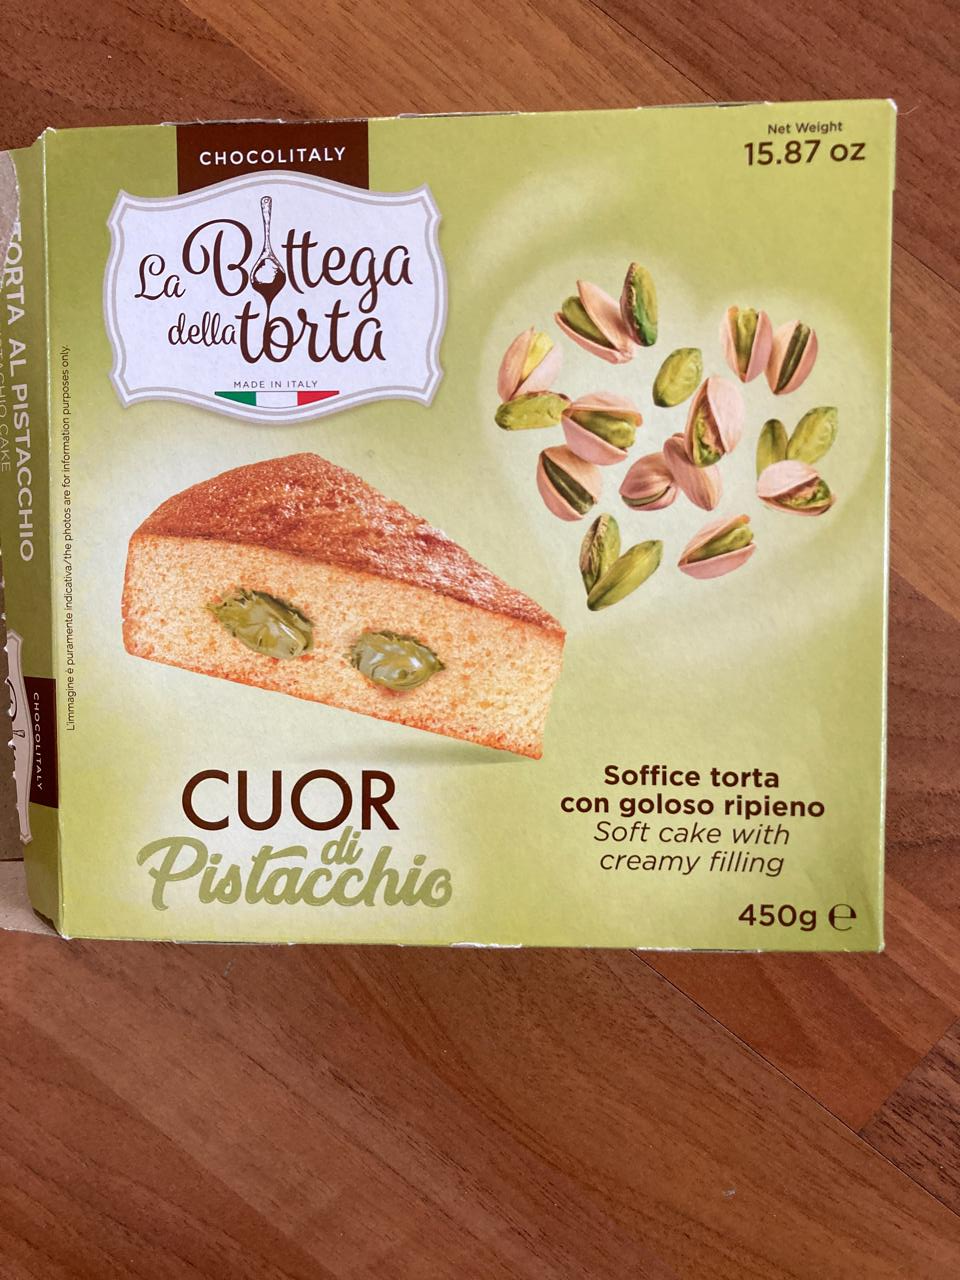 CHOCOLITALY
La Bottega
della torta
MADE IN ITALY
Net Weight
15.87 oz
L'immagine è puramente indicativa/the photos are for information purposes only.
CUOR
di
Pistacchio
Soffice torta
con goloso ripieno
Soft cake with
creamy filling
450g ℮
TORTA AL PISTACCHIO
CAKE
CHOCOLITALY